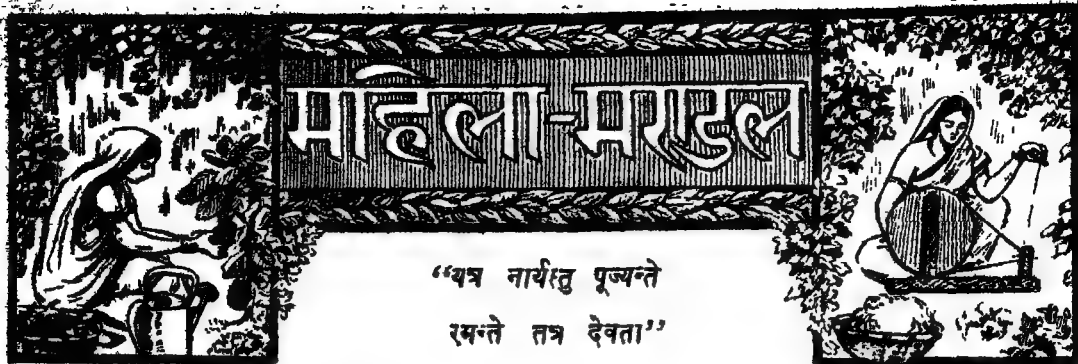 महिला-मण्डल
“यत्र नार्यस्तु पूज्यन्ते
रमन्ते तत्र देवता”